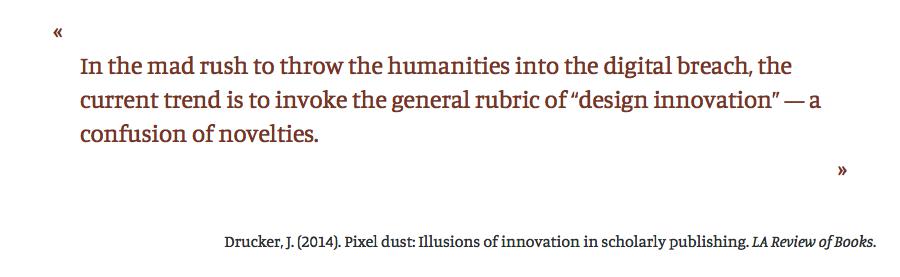 «
In the mad rush to throw the humanities into the digital breach, the
current trend is to invoke the general rubric of “design innovation” — a
confusion of novelties.
»
Drucker, J. (2014). Pixel dust: Illusions of innovation in scholarly publishing. LA Review of Books.